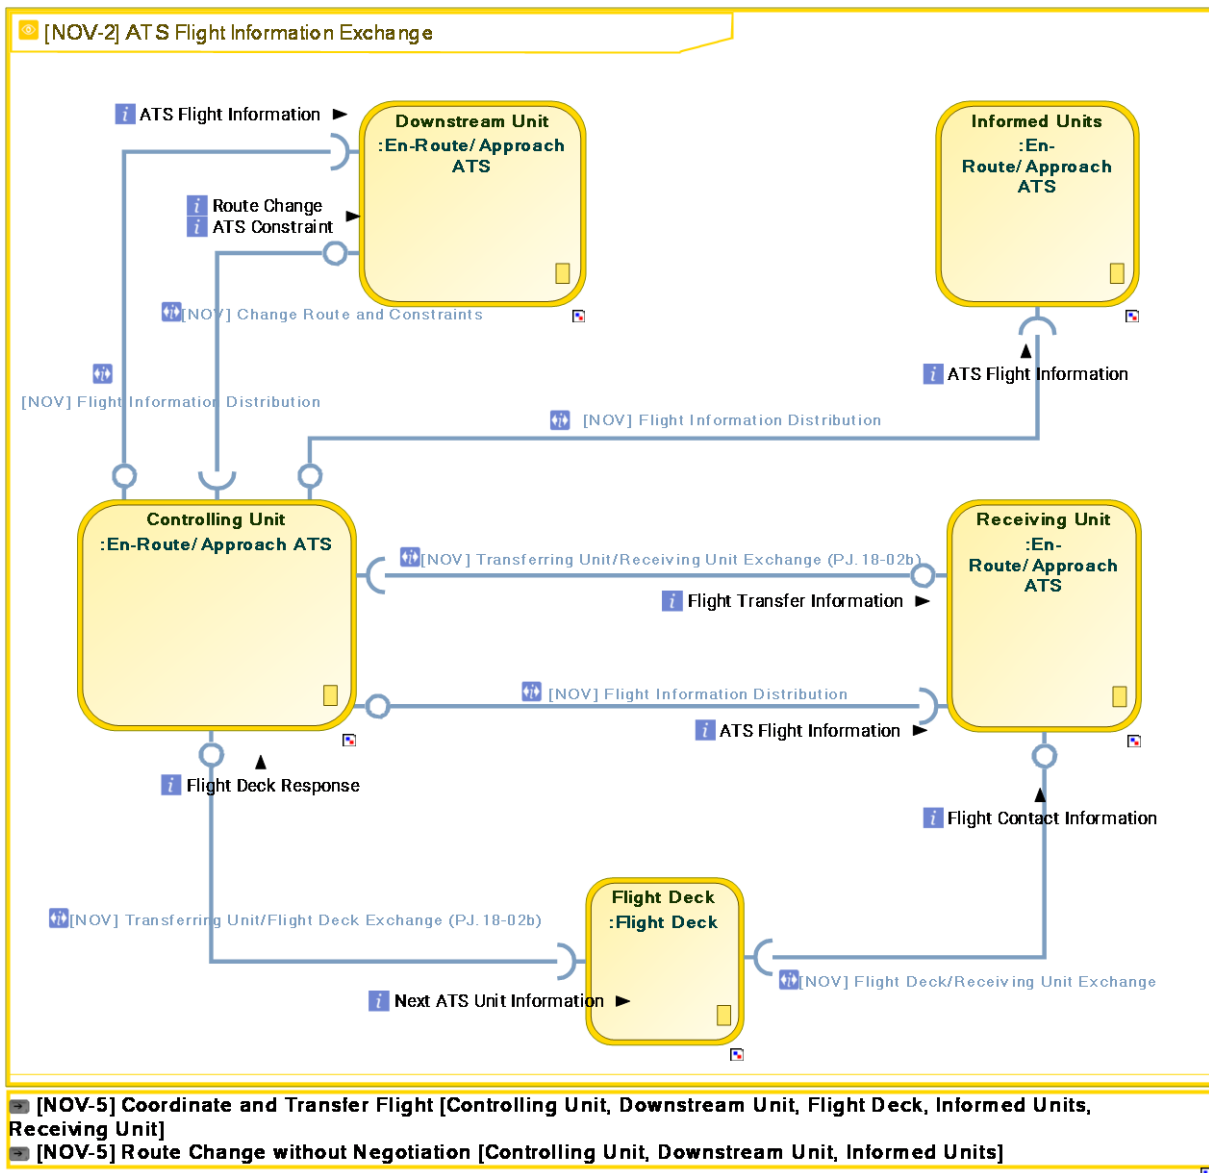 [NOV-2] ATS Flight Information Exchange
ATS Flight Information
Downstream Unit
:En-Route/Approach
ATS
Route Change
ATS Constraint
[NOV] Change Route and Constraints
Informed Units
:En-
Route/Approach
ATS
ATS Flight Information
[NOV] Flight Information Distribution
[NOV] Flight Information Distribution
Controlling Unit
:En-Route/Approach ATS
[NOV] Transferring Unit/Receiving Unit Exchange (PJ.18-02b)
Flight Transfer Information
Receiving Unit
:En-
Route/Approach
ATS
[NOV] Flight Information Distribution
ATS Flight Information
Flight Deck Response
Flight Contact Information
[NOV] Transferring Unit/Flight Deck Exchange (PJ.18-02b)
Flight Deck
:Flight Deck
[NOV] Flight Deck/Receiving Unit Exchange
Next ATS Unit Information
[NOV-5] Coordinate and Transfer Flight [Controlling Unit, Downstream Unit, Flight Deck, Informed Units,
Receiving Unit]
[NOV-5] Route Change without Negotiation [Controlling Unit, Downstream Unit, Informed Units]